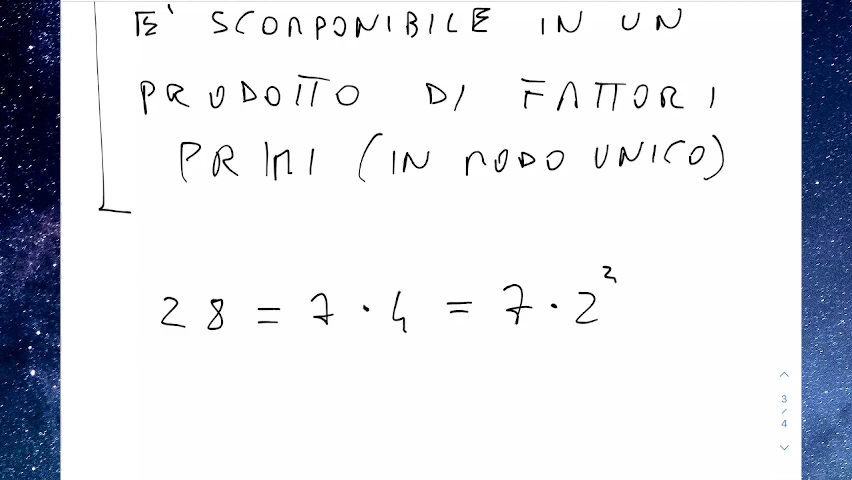 E' SCOMPONIBILE IN UN
PRODOTTO DI FATTORI
PRIMI (IN MODO UNICO)
28 = 7 · 4 = 7 · 2²
3
/
4